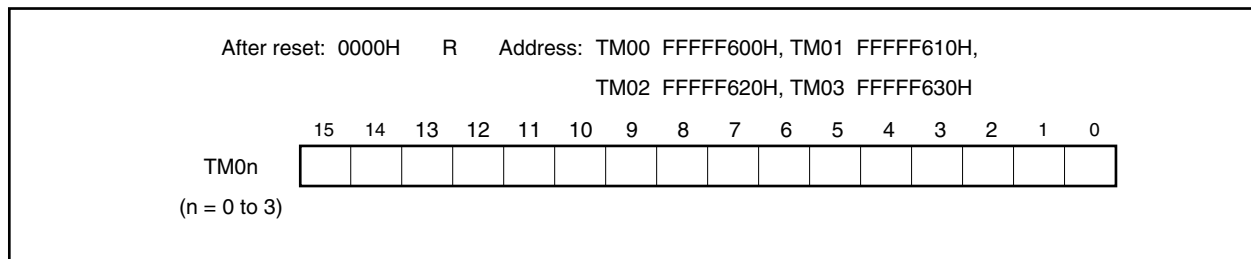 After reset: 0000H R Address: TM00 FFFFF600H, TM01 FFFFF610H,
TM02 FFFFF620H, TM03 FFFFF630H
15 14 13 12 11 10 9 8 7 6 5 4 3 2 1 0
TM0n
(n = 0 to 3)